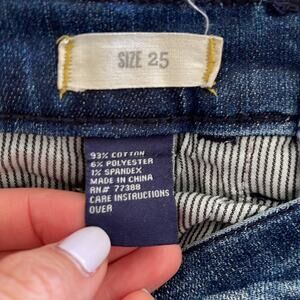 SIZE 25
93% COTTON
6% POLYESTER
1% SPANDEX
MADE IN CHINA
RN# 77388
CARE INSTRUCTIONS
OVER